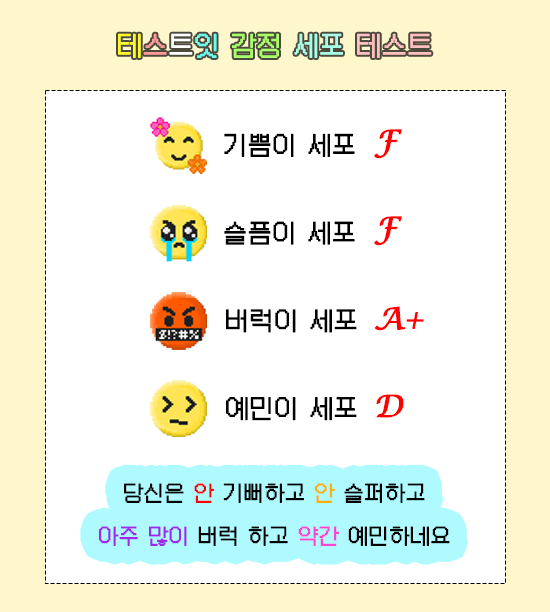 테스트잇 감정 세포 테스트
기쁨이 세포 F
슬픔이 세포 F
$!?#%
버럭이 세포 A+
예민이 세포 D
당신은 안 기뻐하고 안 슬퍼하고
아주 많이 버럭 하고 약간 예민하네요